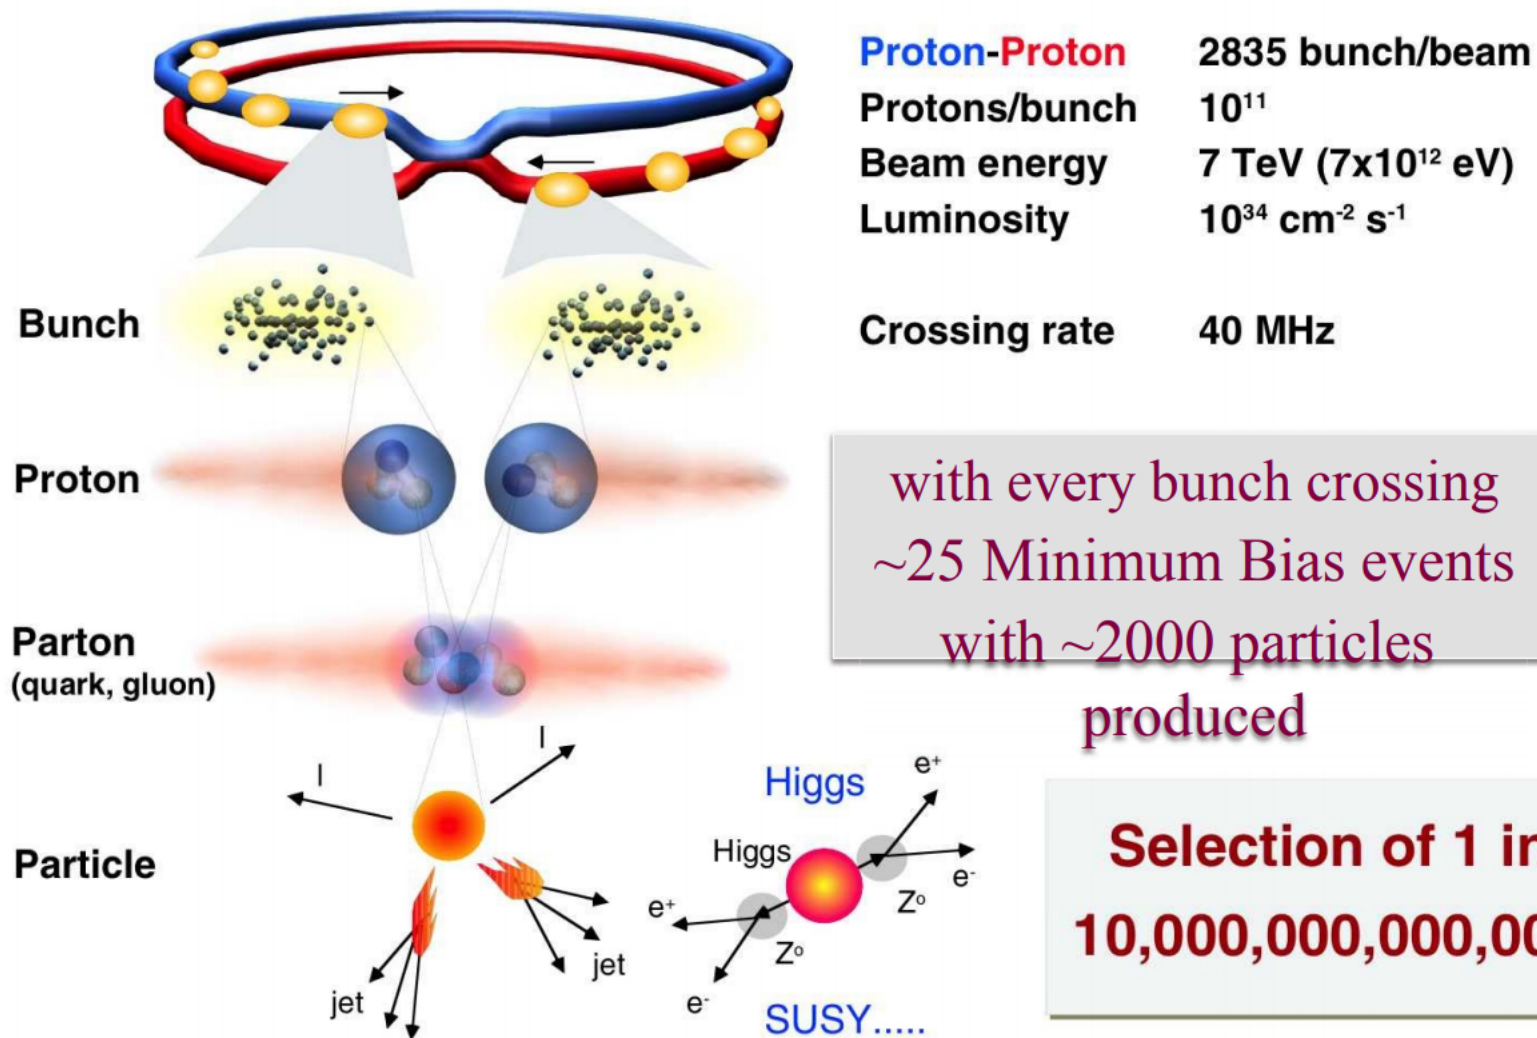 Proton-Proton 2835 bunch/beam
Protons/bunch 10¹¹
Beam energy 7 TeV (7x10¹² eV)
Luminosity 10³⁴ cm⁻² s⁻¹
Crossing rate 40 MHz
Bunch
Proton
Parton
(quark, gluon)
Particle
with every bunch crossing
~25 Minimum Bias events
with ~2000 particles
produced
l
l
jet
jet
Higgs
Higgs
e⁺
e⁻
Z⁰
e⁺
e⁻
Z⁰
SUSY.....
Selection of 1 in
10,000,000,000,00